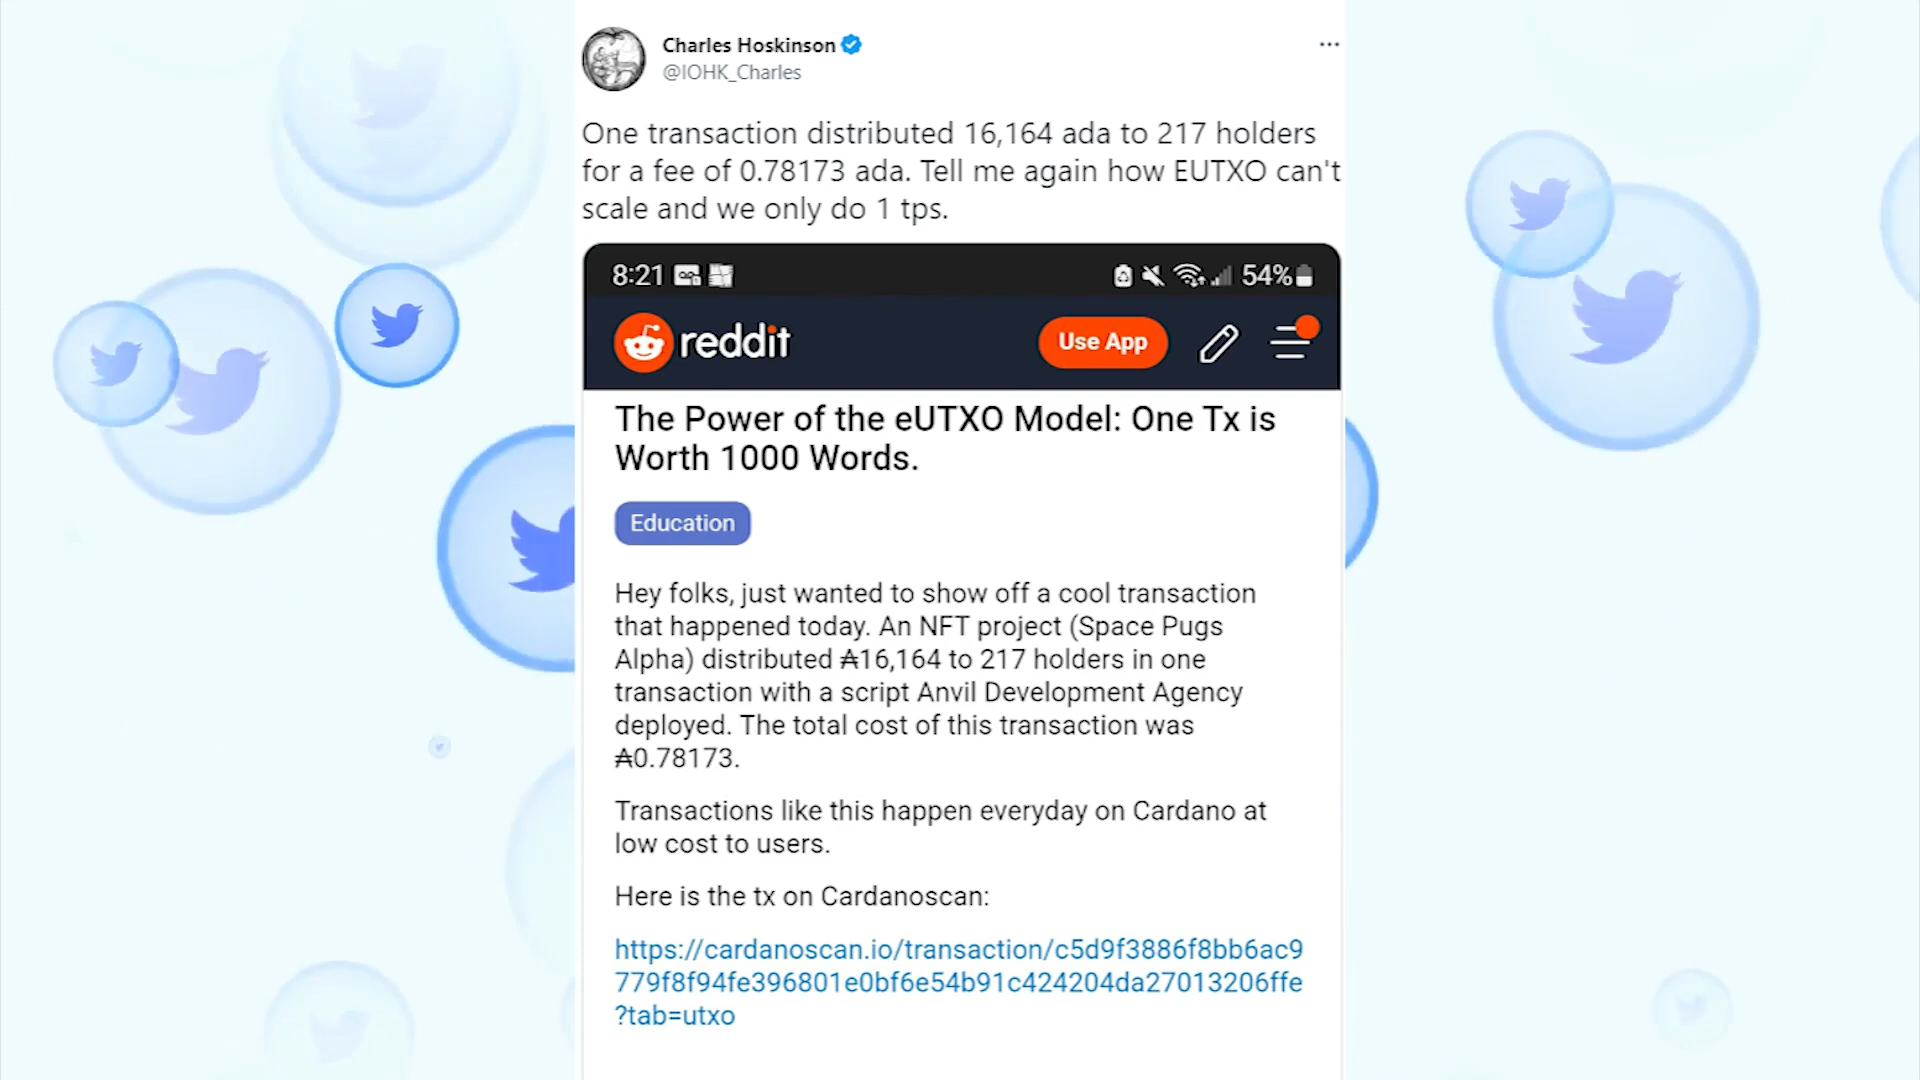 Charles Hoskinson
@IOHK_Charles
One transaction distributed 16,164 ada to 217 holders
for a fee of 0.78173 ada. Tell me again how EUTXO can't
scale and we only do 1 tps.
8:21
54%
reddit
Use App
The Power of the eUTXO Model: One Tx is
Worth 1000 Words.
Education
Hey folks, just wanted to show off a cool transaction
that happened today. An NFT project (Space Pugs
Alpha) distributed ₳16,164 to 217 holders in one
transaction with a script Anvil Development Agency
deployed. The total cost of this transaction was
₳0.78173.
Transactions like this happen everyday on Cardano at
low cost to users.
Here is the tx on Cardanoscan:
https://cardanoscan.io/transaction/c5d9f3886f8bb6ac9
779f8f94fe396801e0bf6e54b91c424204da27013206ffe
?tab=utxo